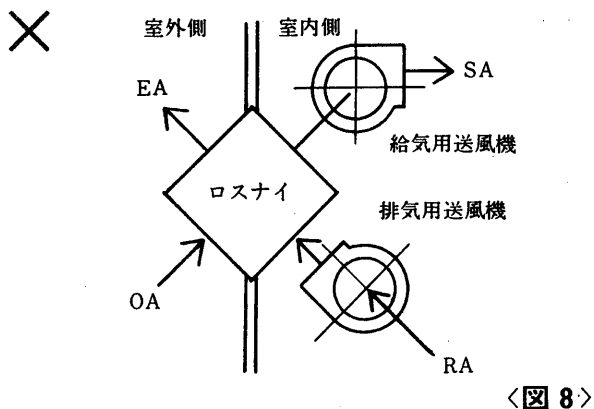 室外側 室内側
EA
SA
給気用送風機
ロスナイ
排気用送風機
OA
RA
〈図 8〉